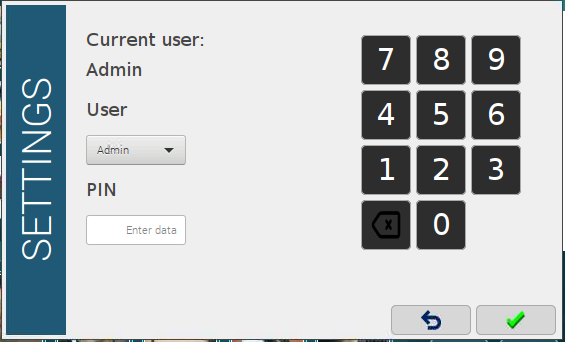 SETTINGS
Current user:
Admin
User
Admin
PIN
Enter data
7 8 9
4 5 6
1 2 3
x 0